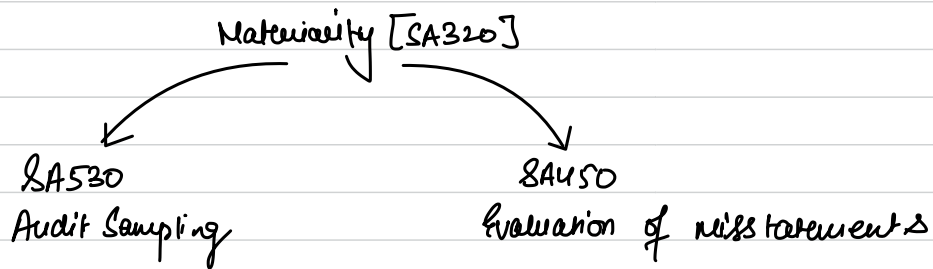 Materiality [SA320]
SA530
Audit Sampling
SA450
Evaluation of misstatements